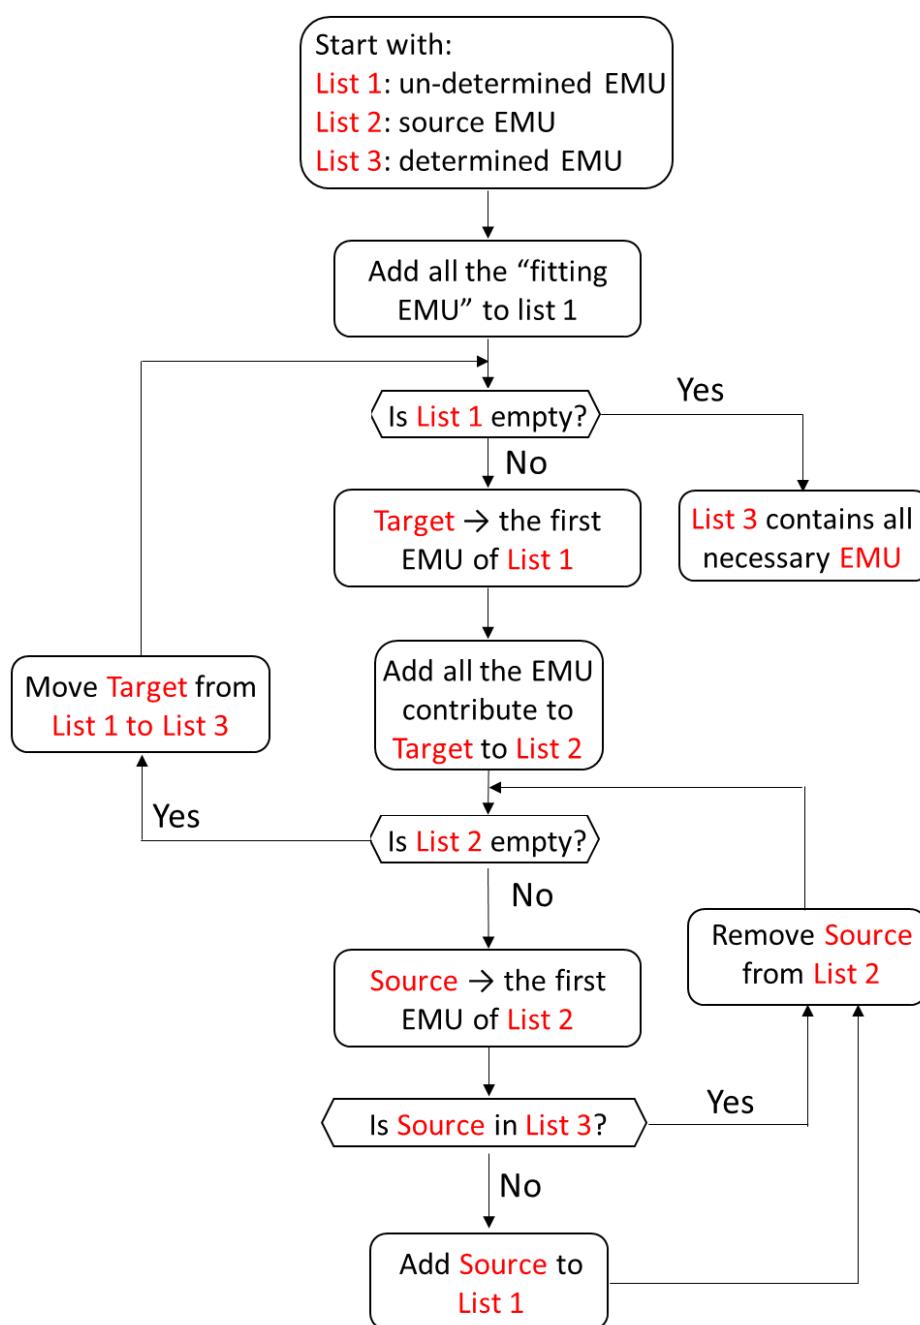 Start with:
List 1: un-determined EMU
List 2: source EMU
List 3: determined EMU
Add all the “fitting
EMU” to list 1
Is List 1 empty?
Yes
No
Target → the first
EMU of List 1
List 3 contains all
necessary EMU
Add all the EMU
contribute to
Target to List 2
Move Target from
List 1 to List 3
Is List 2 empty?
Yes
No
Source → the first
EMU of List 2
Remove Source
from List 2
Is Source in List 3?
Yes
No
Add Source to
List 1